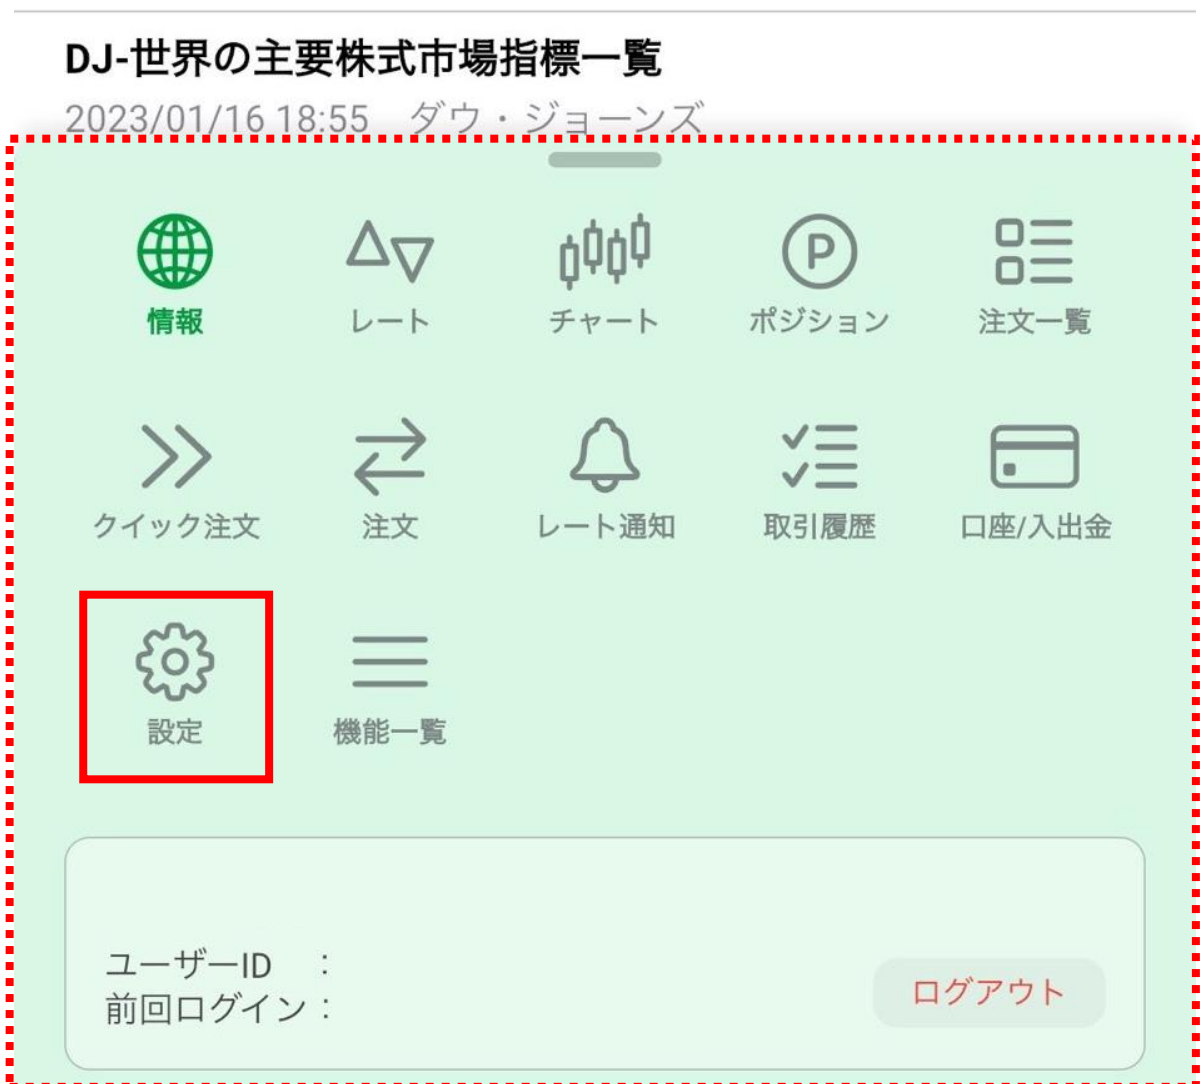 DJ-世界の主要株式市場指標一覧
2023/01/16 18:55 ダウ・ジョーンズ
情報 レート チャート ポジション 注文一覧
クイック注文 注文 レート通知 取引履歴 口座/入出金
設定 機能一覧
ユーザーID :
前回ログイン : ログアウト